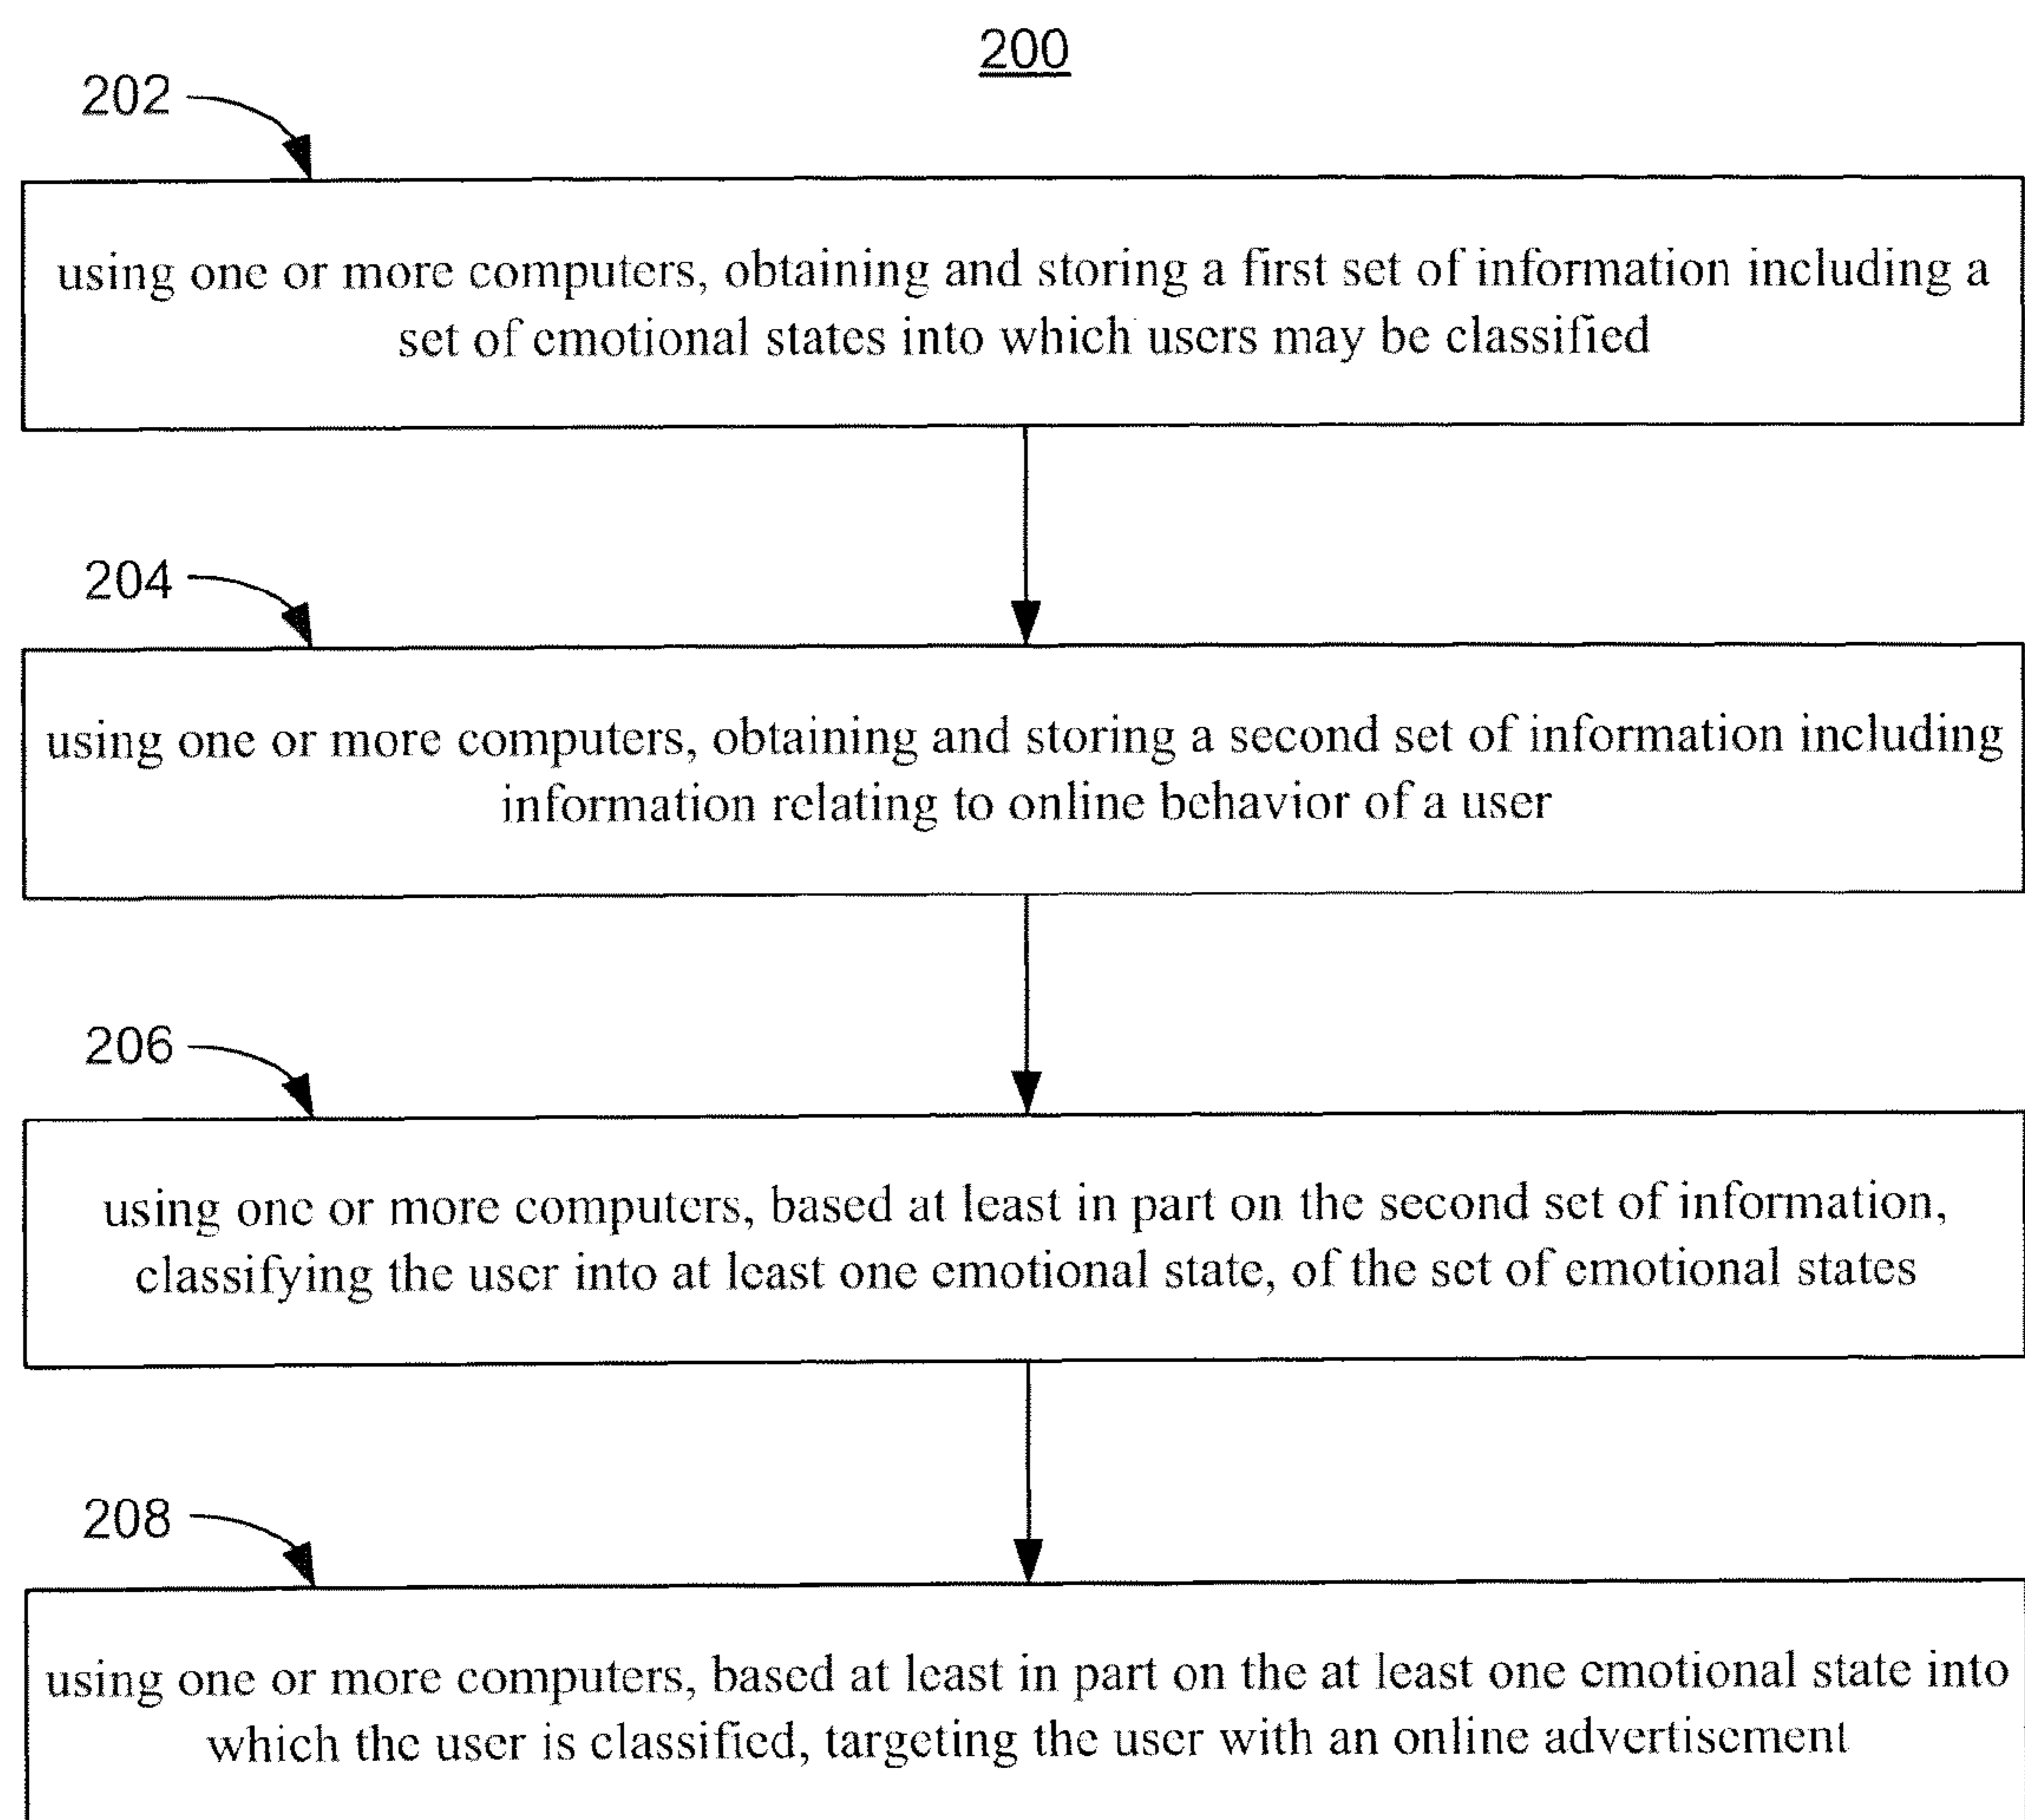 200
202
using one or more computers, obtaining and storing a first set of information including a
set of emotional states into which users may be classified
204
using one or more computers, obtaining and storing a second set of information including
information relating to online behavior of a user
206
using one or more computers, based at least in part on the second set of information,
classifying the user into at least one emotional state, of the set of emotional states
208
using one or more computers, based at least in part on the at least one emotional state into
which the user is classified, targeting the user with an online advertisement